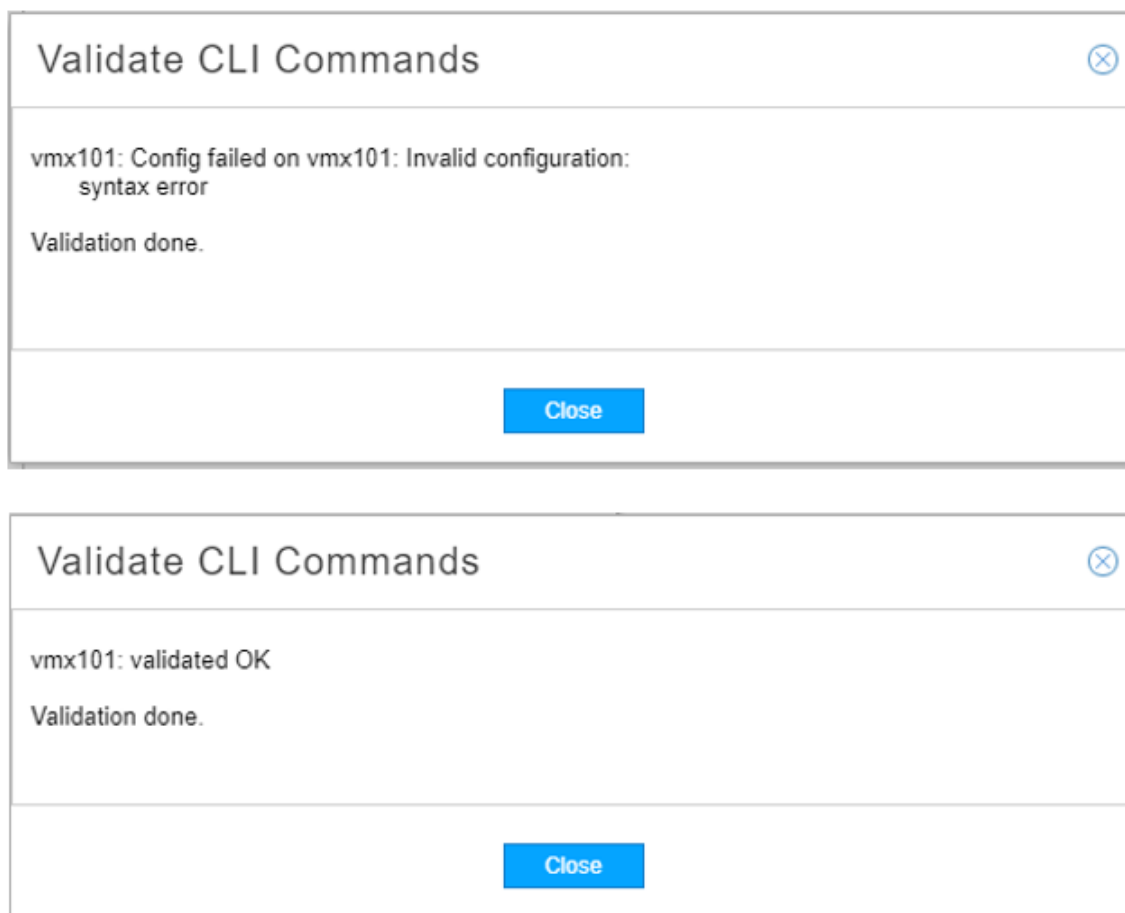 Validate CLI Commands
vmx101: Config failed on vmx101: Invalid configuration:
syntax error
Validation done.
Close
Validate CLI Commands
vmx101: validated OK
Validation done.
Close